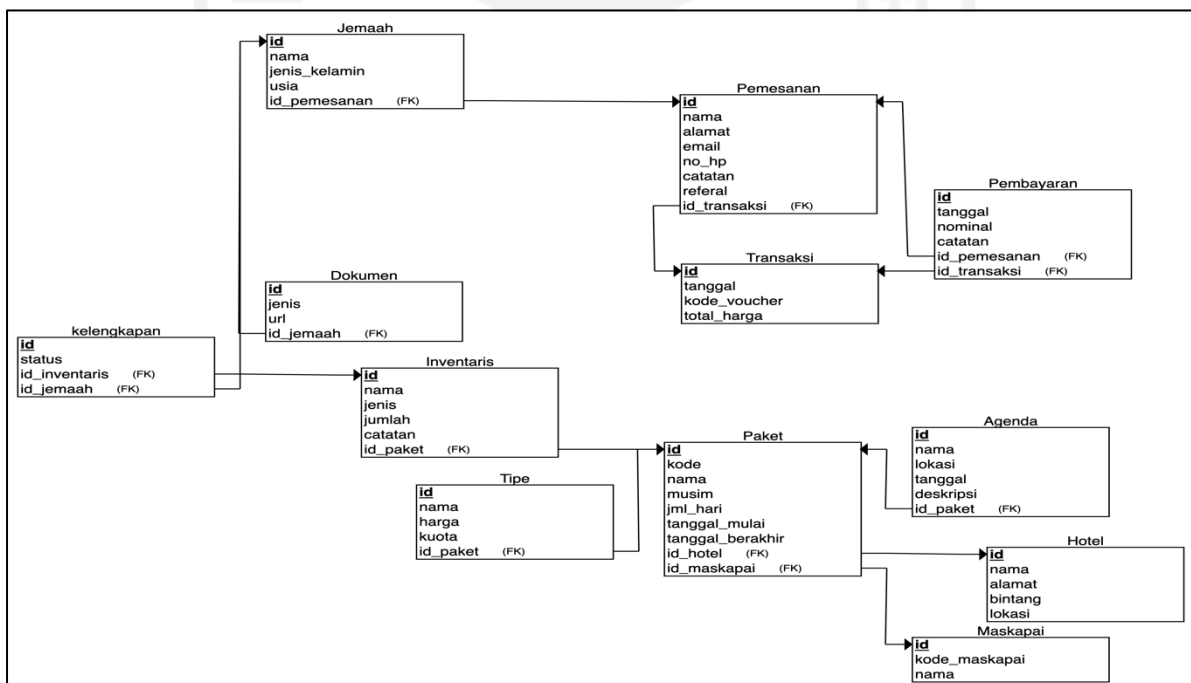 Jemaah
id
nama
jenis_kelamin
usia
id_pemesanan (FK)
Pemesanan
id
nama
alamat
email
no_hp
catatan
referal
id_transaksi (FK)
Pembayaran
id
tanggal
nominal
catatan
id_pemesanan (FK)
id_transaksi (FK)
Transaksi
id
tanggal
kode_voucher
total_harga
Dokumen
id
jenis
url
id_jemaah (FK)
kelengkapan
id
status
id_inventaris (FK)
id_jemaah (FK)
Inventaris
id
nama
jenis
jumlah
catatan
id_paket (FK)
Tipe
id
nama
harga
kuota
id_paket (FK)
Paket
id
kode
nama
musim
jml_hari
tanggal_mulai
tanggal_berakhir
id_hotel (FK)
id_maskapai (FK)
Agenda
id
nama
lokasi
tanggal
deskripsi
id_paket (FK)
Hotel
id
nama
alamat
bintang
lokasi
Maskapai
id
kode_maskapai
nama